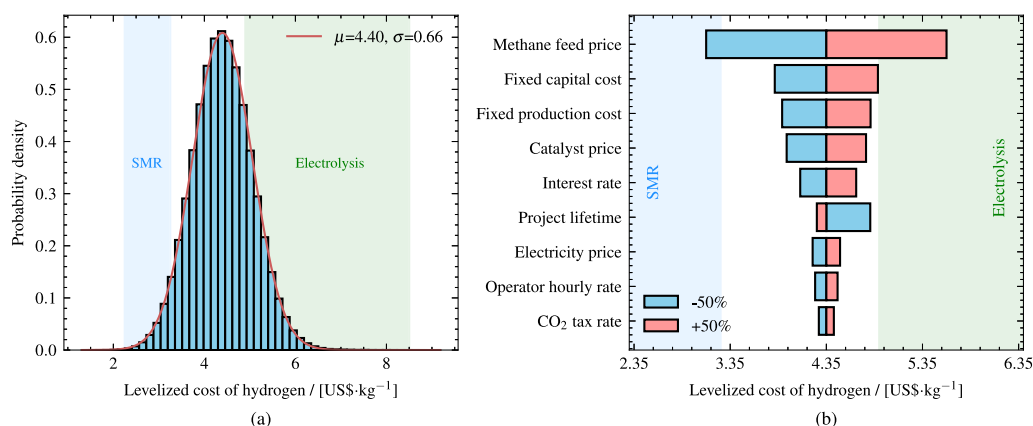 μ=4.40, σ=0.66
SMR
Electrolysis
Probability density
0.6
0.5
0.4
0.3
0.2
0.1
0.0
2
4
6
8
Levelized cost of hydrogen / [US$·kg⁻¹]
(a)
Methane feed price
Fixed capital cost
Fixed production cost
Catalyst price
Interest rate
Project lifetime
Electricity price
Operator hourly rate
CO₂ tax rate
SMR
Electrolysis
-50%
+50%
2.35
3.35
4.35
5.35
6.35
Levelized cost of hydrogen / [US$·kg⁻¹]
(b)